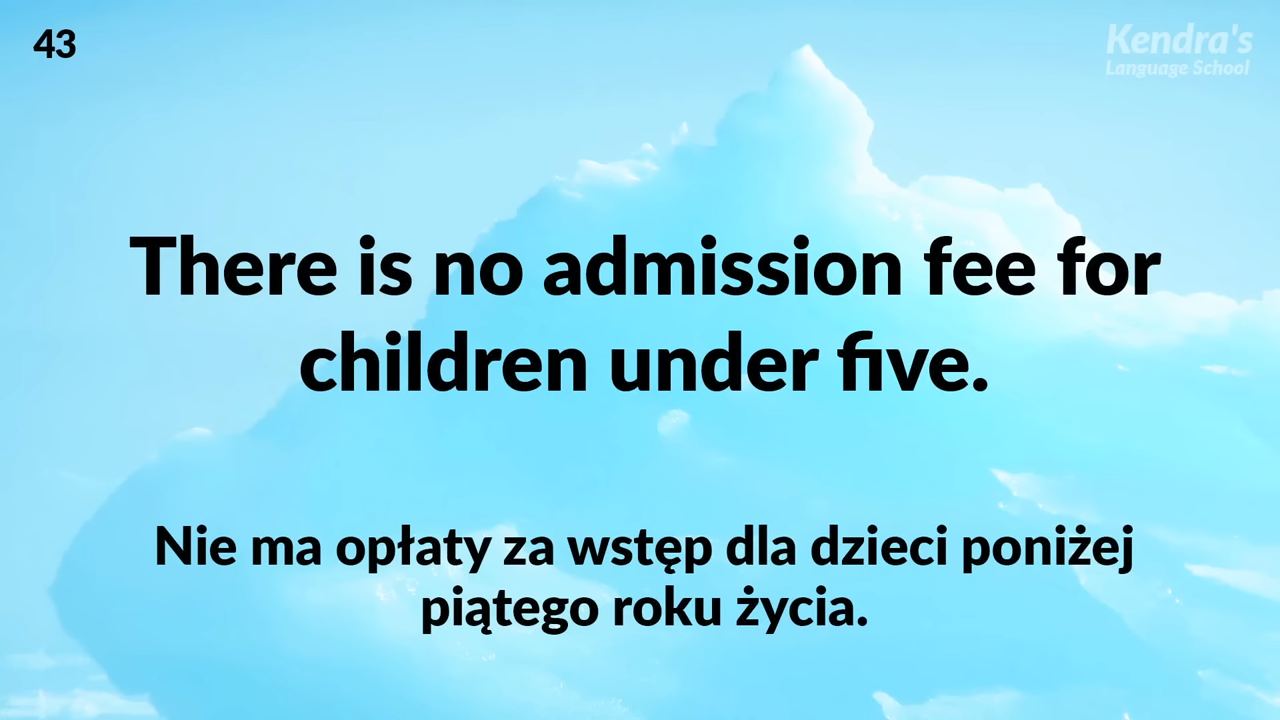 43
Kendra's
Language School
There is no admission fee for
children under five.
Nie ma opłaty za wstęp dla dzieci poniżej
piątego roku życia.